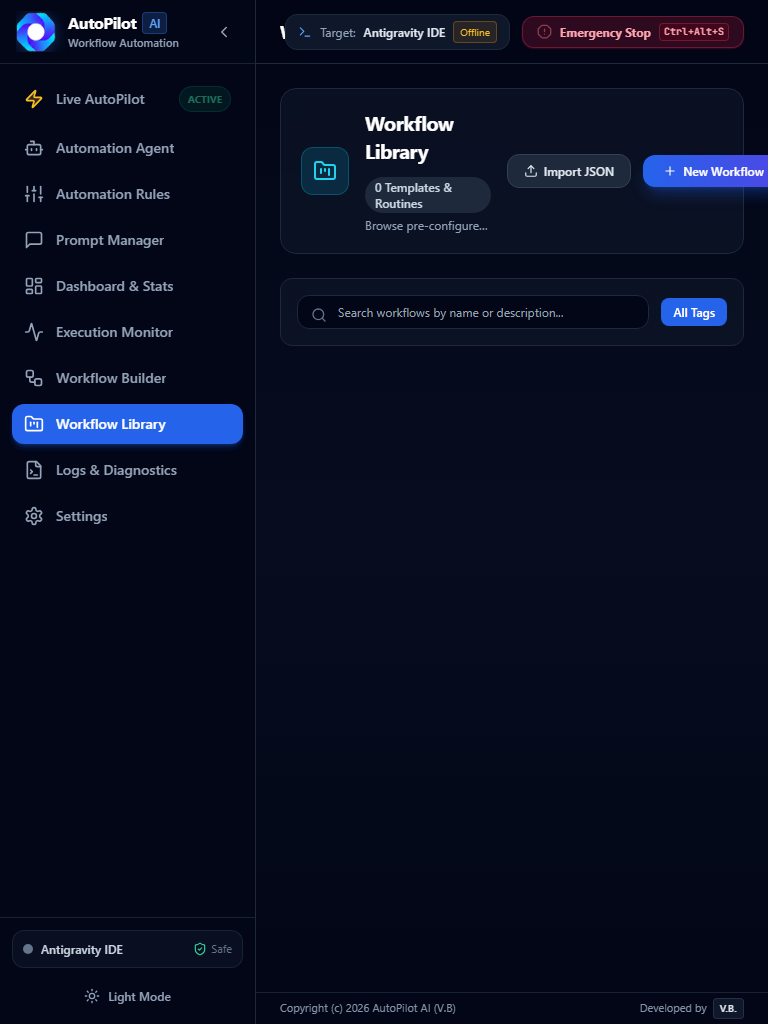 AutoPilot AI
Workflow Automation
Live AutoPilot ACTIVE
Automation Agent
Automation Rules
Prompt Manager
Dashboard & Stats
Execution Monitor
Workflow Builder
Workflow Library
Logs & Diagnostics
Settings
Antigravity IDE Safe
Light Mode
Target: Antigravity IDE Offline
Emergency Stop Ctrl+Alt+S
Workflow
Library
0 Templates &
Routines
Browse pre-configure...
Import JSON
+ New Workflow
Search workflows by name or description...
All Tags
Copyright (c) 2026 AutoPilot AI (V.B)
Developed by V.B.